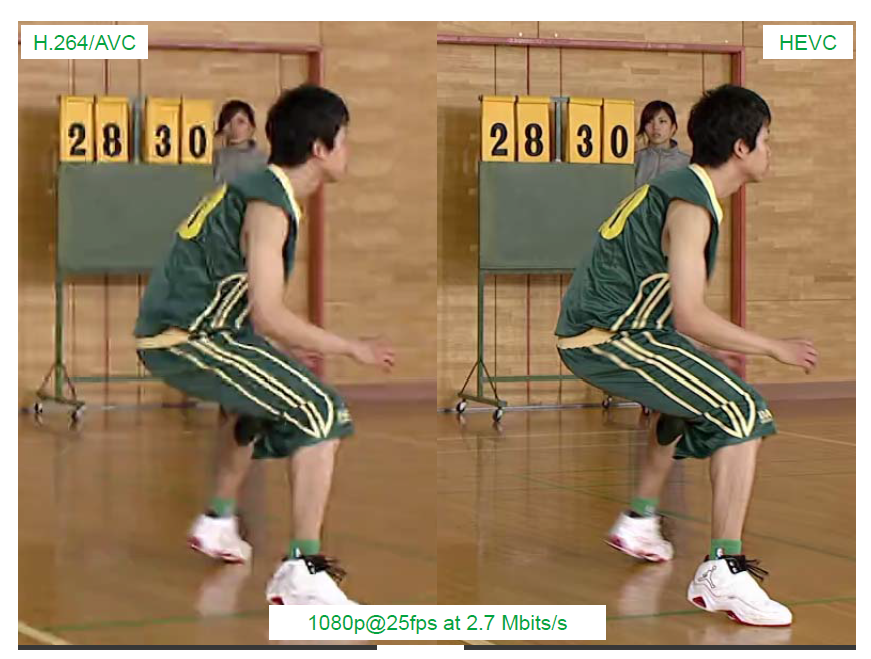 H.264/AVC
HEVC
28 30
28 30
1080p@25fps at 2.7 Mbits/s